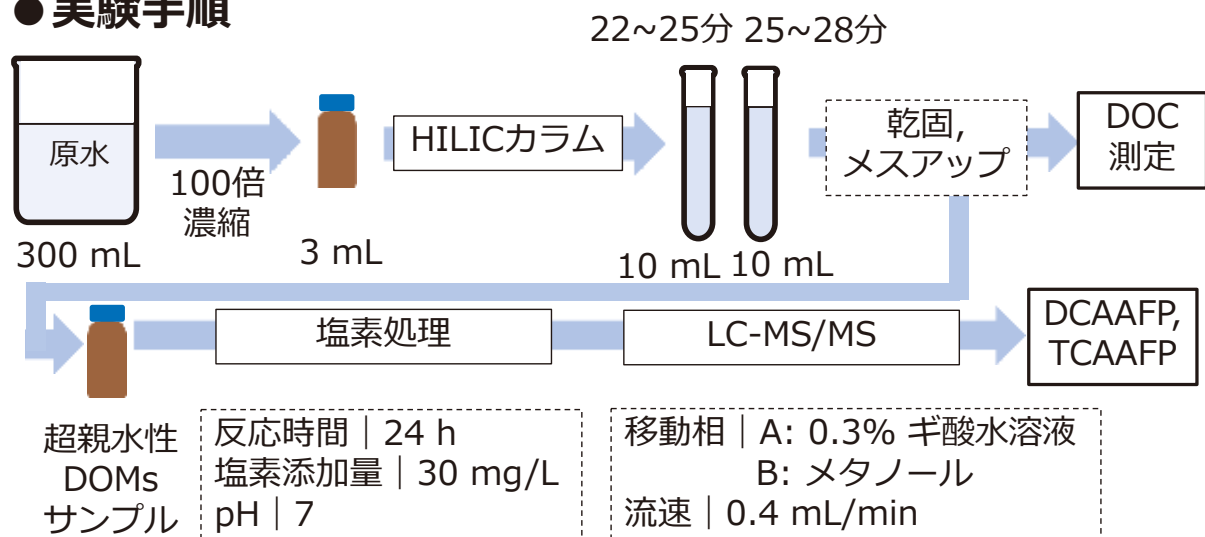 ●実験手順
22~25分 25~28分
原水
100倍
濃縮
HILICカラム
乾固,
メスアップ
DOC
測定
300 mL
3 mL
10 mL 10 mL
塩素処理
LC-MS/MS
DCAAFP,
TCAAFP
超親水性
DOMs
サンプル
反応時間｜24 h
塩素添加量｜30 mg/L
pH｜7
移動相｜A: 0.3% ギ酸水溶液
B: メタノール
流速｜0.4 mL/min